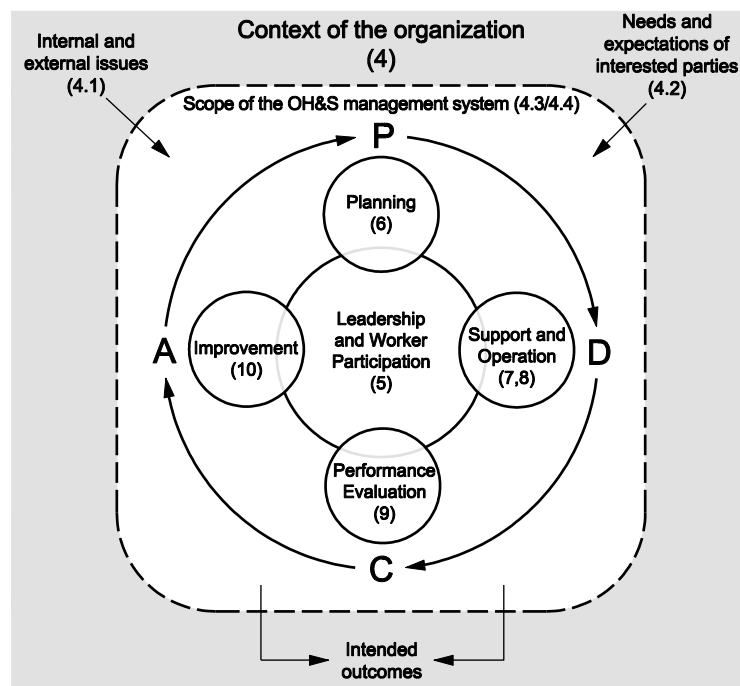 Context of the organization
(4)
Internal and
external issues
(4.1)
Needs and
expectations of
interested parties
(4.2)
Scope of the OH&S management system (4.3/4.4)
P
Planning
(6)
A
Improvement
(10)
Leadership
and Worker
Participation
(5)
Support and
Operation
(7,8)
D
Performance
Evaluation
(9)
C
Intended
outcomes